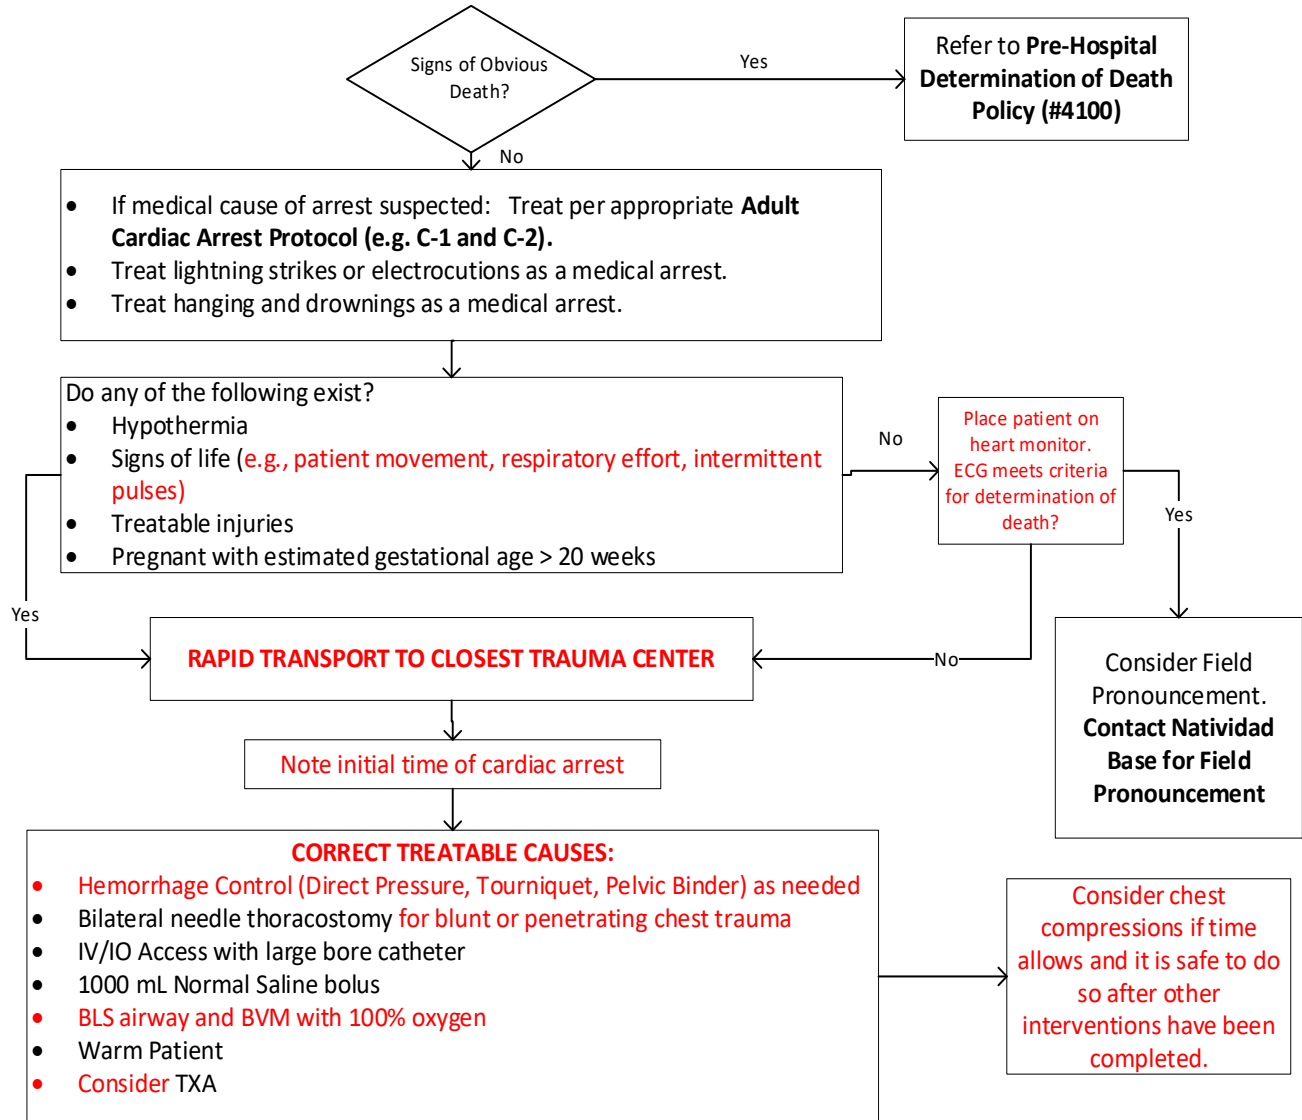 Signs of Obvious
Death?
Yes
Refer to Pre-Hospital
Determination of Death
Policy (#4100)
No
• If medical cause of arrest suspected: Treat per appropriate Adult
Cardiac Arrest Protocol (e.g. C-1 and C-2).
• Treat lightning strikes or electrocutions as a medical arrest.
• Treat hanging and drownings as a medical arrest.
Do any of the following exist?
• Hypothermia
• Signs of life (e.g., patient movement, respiratory effort, intermittent
pulses)
• Treatable injuries
• Pregnant with estimated gestational age > 20 weeks
No
Place patient on
heart monitor.
ECG meets criteria
for determination of
death?
Yes
Yes
RAPID TRANSPORT TO CLOSEST TRAUMA CENTER
No
Consider Field
Pronouncement.
Contact Natividad
Base for Field
Pronouncement
Note initial time of cardiac arrest
CORRECT TREATABLE CAUSES:
• Hemorrhage Control (Direct Pressure, Tourniquet, Pelvic Binder) as needed
• Bilateral needle thoracostomy for blunt or penetrating chest trauma
• IV/IO Access with large bore catheter
• 1000 mL Normal Saline bolus
• BLS airway and BVM with 100% oxygen
• Warm Patient
• Consider TXA
Consider chest
compressions if time
allows and it is safe to do
so after other
interventions have been
completed.